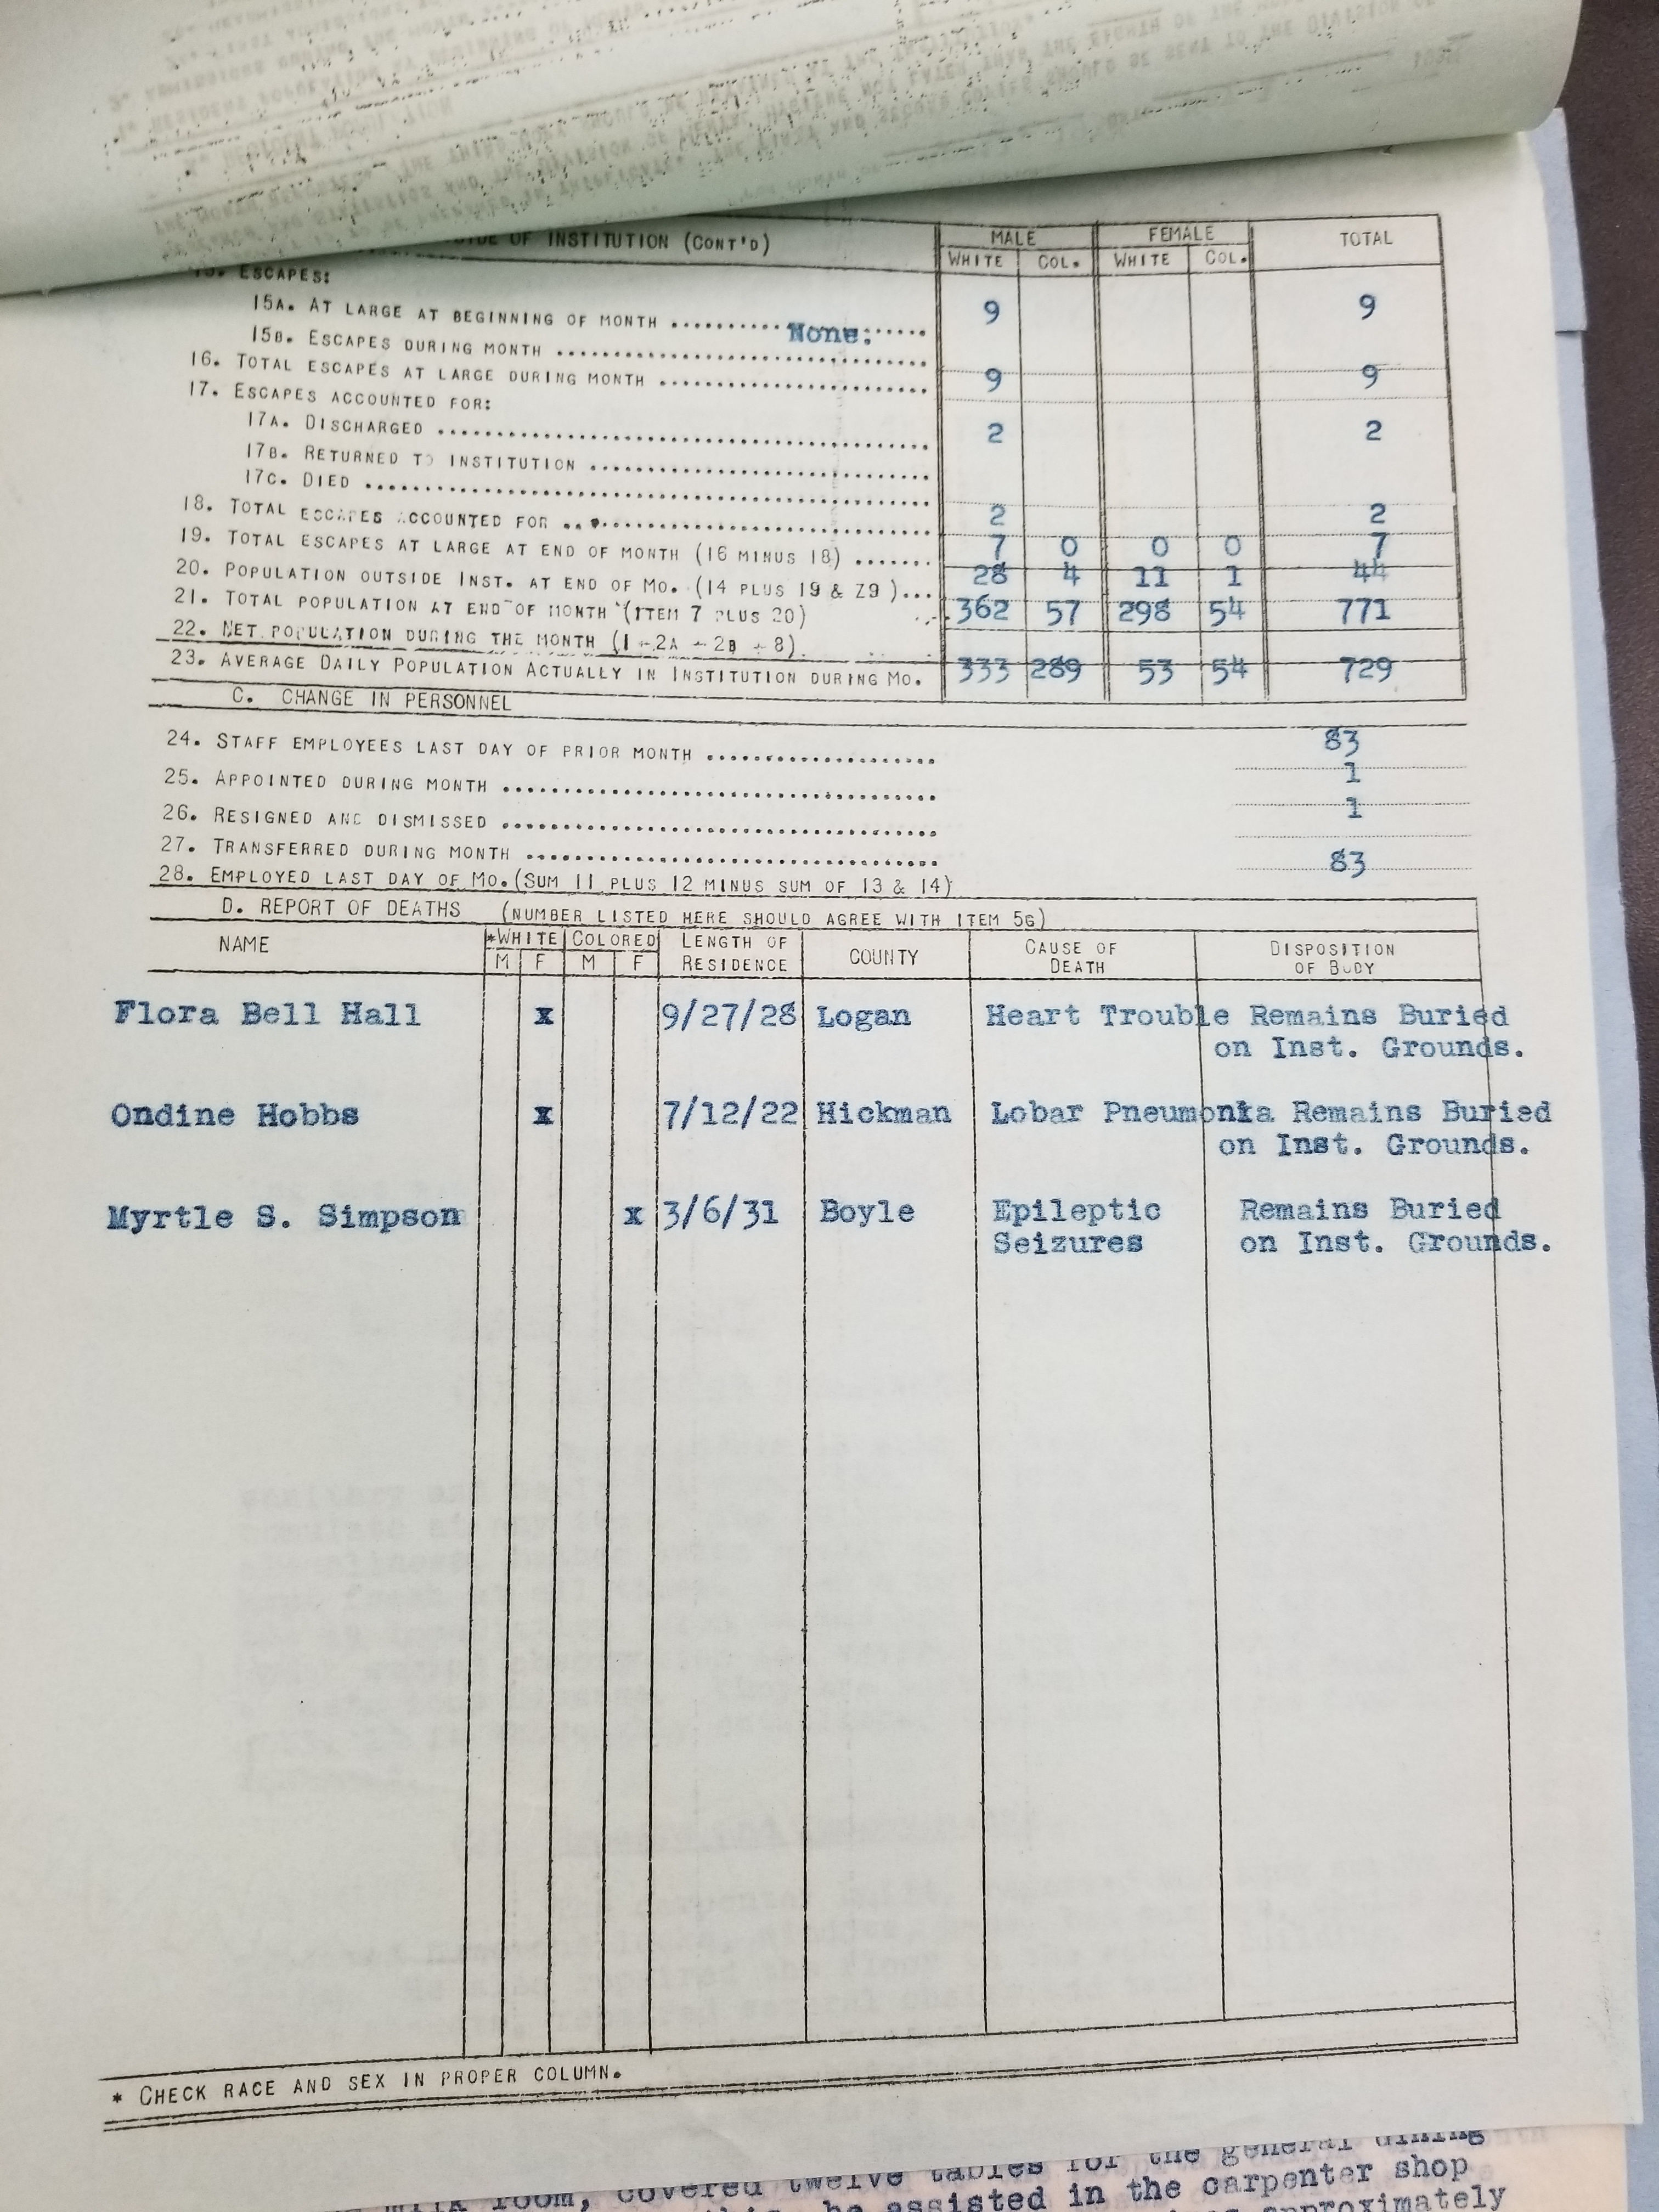 OF INSTITUTION (CONT'D) MALE FEMALE TOTAL
WHITE COL. WHITE COL.
ESCAPES:
15A. AT LARGE AT BEGINNING OF MONTH 9 9
15B. ESCAPES DURING MONTH None:
16. TOTAL ESCAPES AT LARGE DURING MONTH 9 9
17. ESCAPES ACCOUNTED FOR:
17A. DISCHARGED 2 2
17B. RETURNED TO INSTITUTION
17C. DIED
18. TOTAL ESCAPES ACCOUNTED FOR 2 2
19. TOTAL ESCAPES AT LARGE AT END OF MONTH (16 MINUS 18) 7 0 0 0 7
20. POPULATION OUTSIDE INST. AT END OF MO. (14 PLUS 19 & Z9) 28 4 11 1 44
21. TOTAL POPULATION AT END OF MONTH (ITEM 7 PLUS 20) 362 57 298 54 771
22. NET POPULATION DURING THE MONTH (1 + 2A + 2B + 8)
23. AVERAGE DAILY POPULATION ACTUALLY IN INSTITUTION DURING MO. 333 289 53 54 729
C. CHANGE IN PERSONNEL
24. STAFF EMPLOYEES LAST DAY OF PRIOR MONTH 83
25. APPOINTED DURING MONTH 1
26. RESIGNED AND DISMISSED 1
27. TRANSFERRED DURING MONTH
28. EMPLOYED LAST DAY OF MO. (SUM 11 PLUS 12 MINUS SUM OF 13 & 14) 83
D. REPORT OF DEATHS (NUMBER LISTED HERE SHOULD AGREE WITH ITEM 5G)
NAME *WHITE COLORED LENGTH OF RESIDENCE COUNTY CAUSE OF DEATH DISPOSITION OF BODY
M F M F
Flora Bell Hall x 9/27/28 Logan Heart Trouble Remains Buried
on Inst. Grounds.
Ondine Hobbs x 7/12/22 Hickman Lobar Pneumonia Remains Buried
on Inst. Grounds.
Myrtle S. Simpson x 3/6/31 Boyle Epileptic Remains Buried
Seizures on Inst. Grounds.
* CHECK RACE AND SEX IN PROPER COLUMN.
milk room, covered twelve tables for the general dining
he assisted in the carpenter shop
approximately